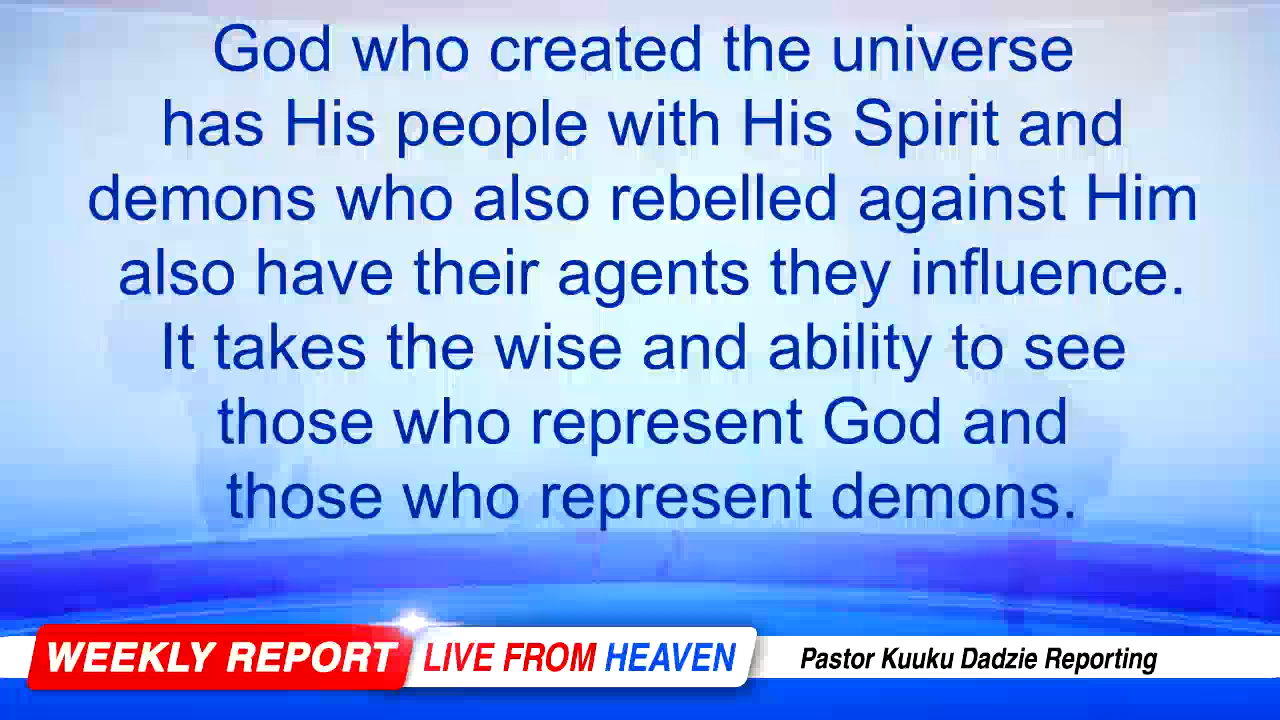 God who created the universe
has His people with His Spirit and
demons who also rebelled against Him
also have their agents they influence.
It takes the wise and ability to see
those who represent God and
those who represent demons.
WEEKLY REPORT LIVE FROM HEAVEN Pastor Kuuku Dadzie Reporting